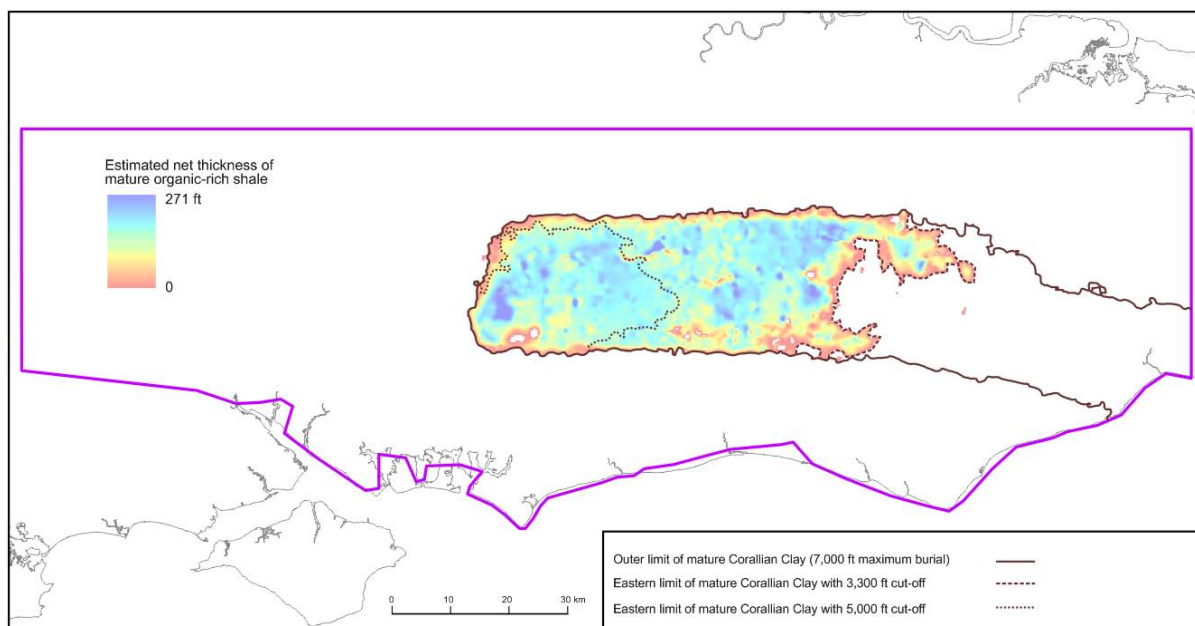 Estimated net thickness of
mature organic-rich shale
271 ft
0
Outer limit of mature Corallian Clay (7,000 ft maximum burial)
Eastern limit of mature Corallian Clay with 3,300 ft cut-off
Eastern limit of mature Corallian Clay with 5,000 ft cut-off
0 10 20 30 km